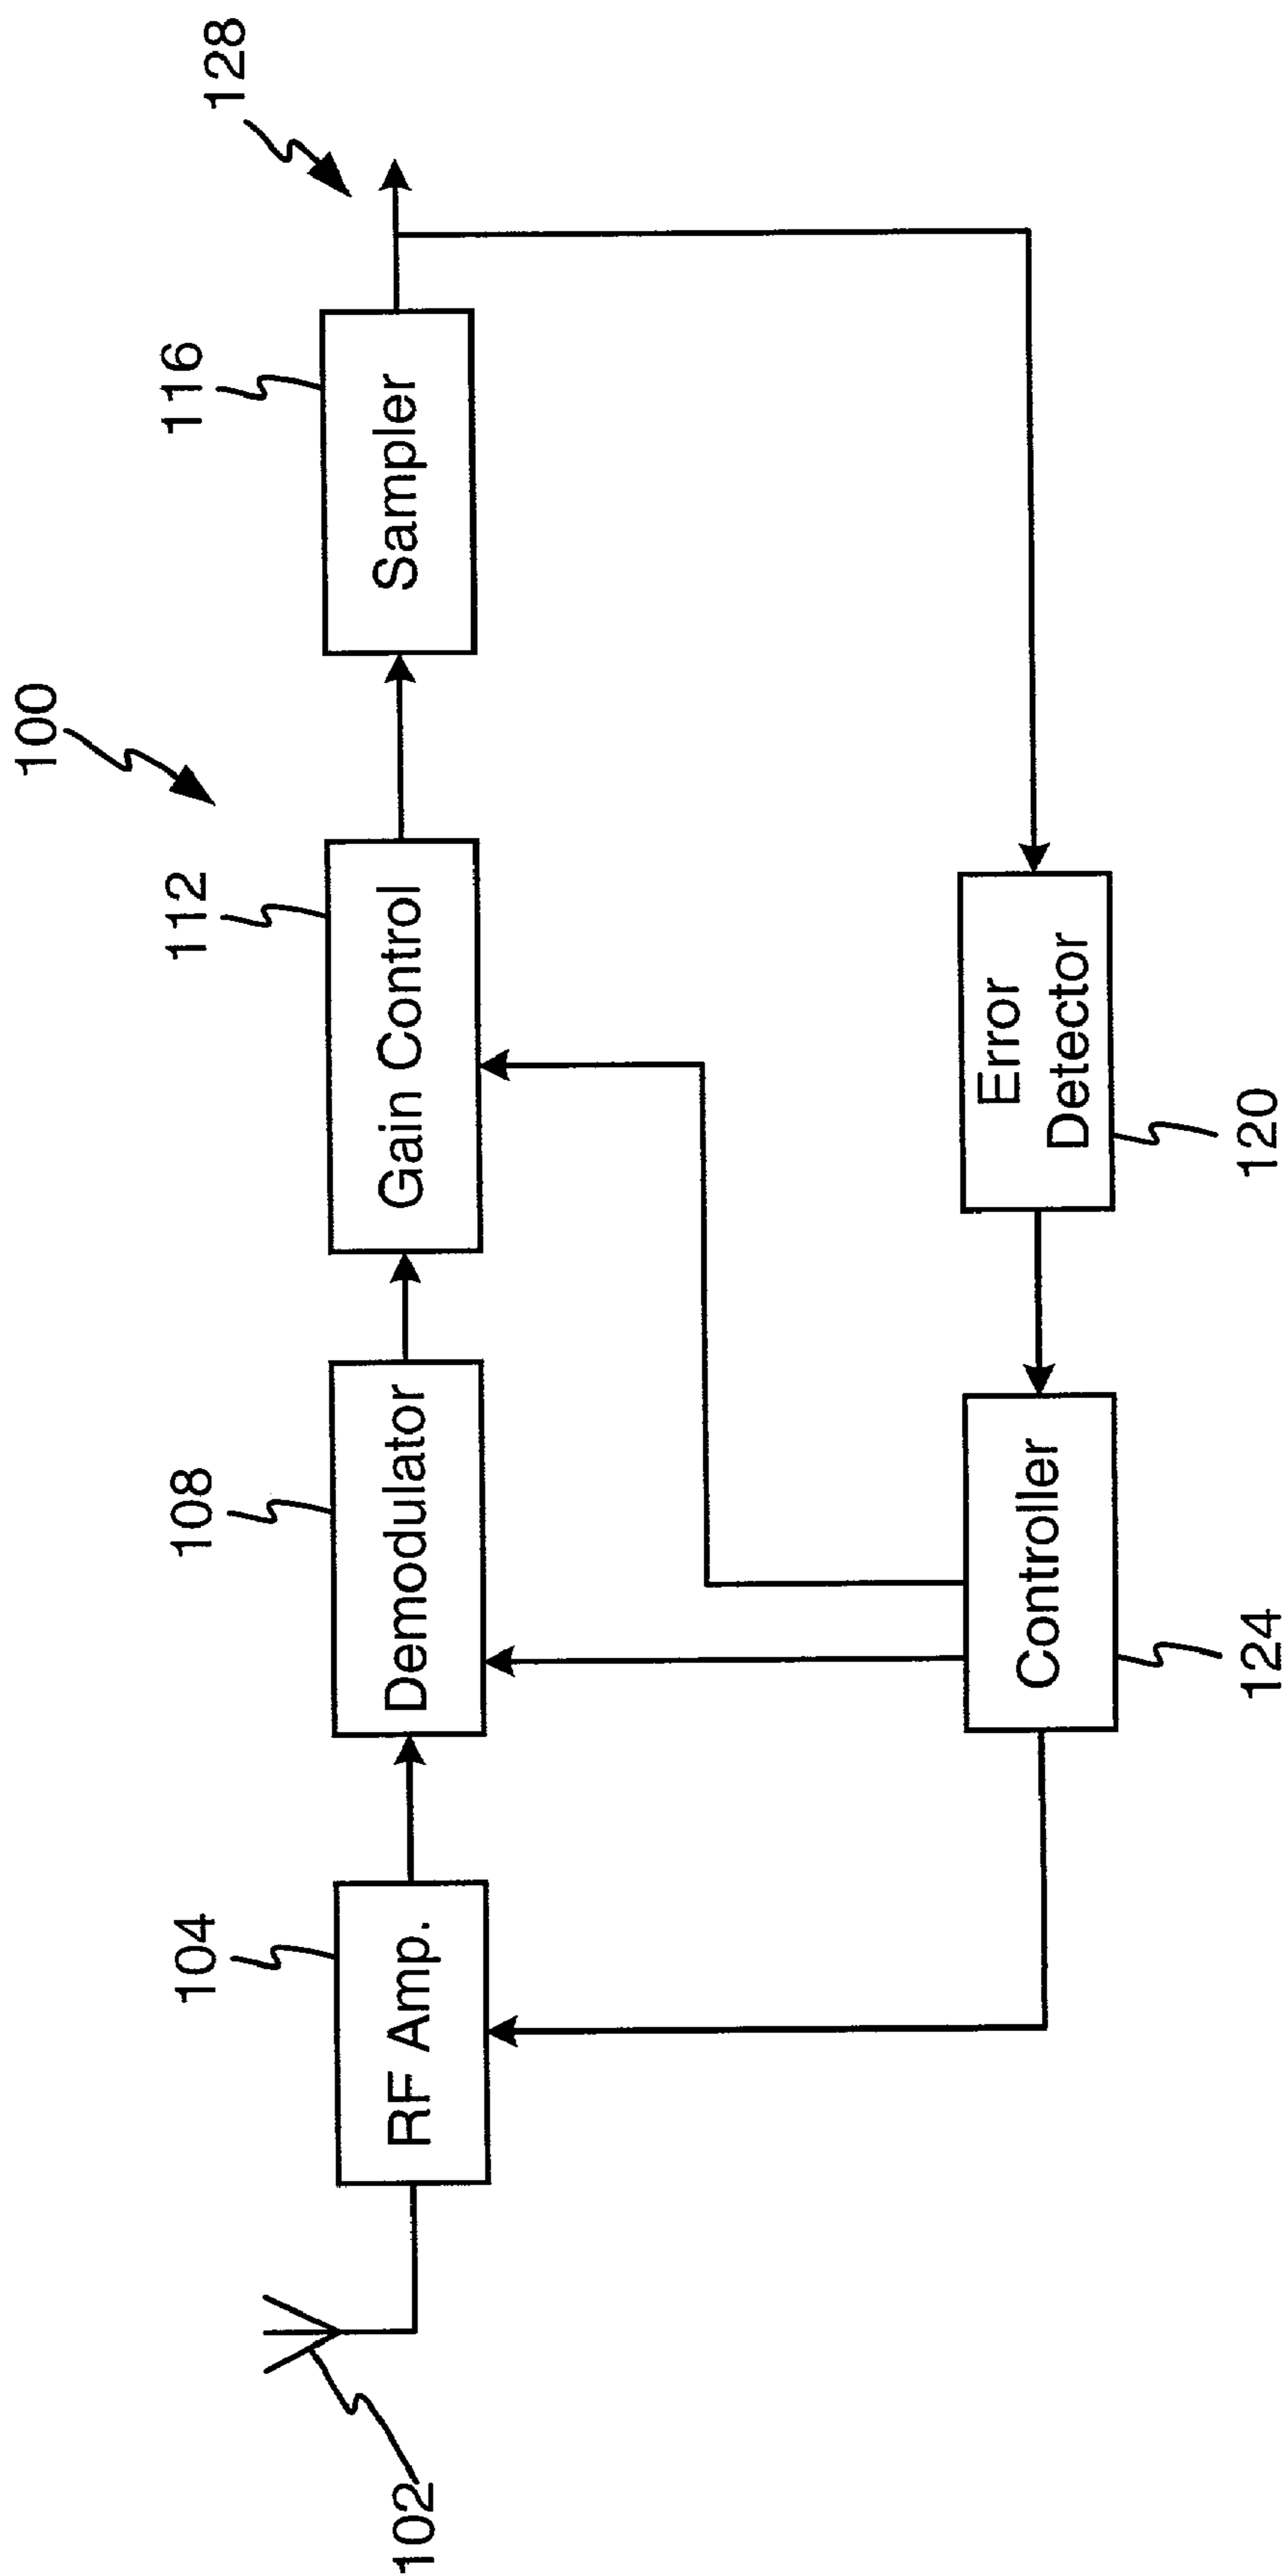 100
128
116
Sampler
112
Gain Control
108
Demodulator
104
RF Amp.
102
Error
Detector
120
Controller
124